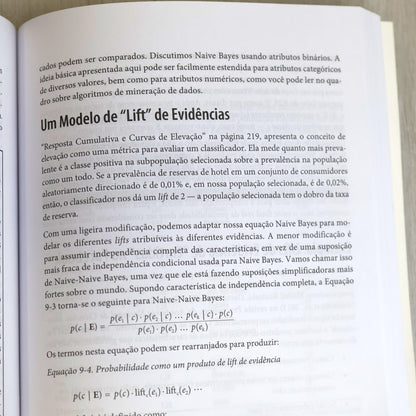 cados podem ser comparados. Discutimos Naive Bayes usando atributos binários. A
ideia básica apresentada aqui pode ser facilmente estendida para atributos categóricos
de diversos valores, bem como para atributos numéricos, como você pode ler no qua-
dro sobre algoritmos de mineração de dados.
Um Modelo de “Lift” de Evidências
“Resposta Cumulativa e Curvas de Elevação” na página 219, apresenta o conceito de
elevação como uma métrica para avaliar um classificador. Ela mede quanto mais preva-
lente é a classe positiva na subpopulação selecionada sobre a prevalência na população
como um todo. Se a prevalência de reservas de hotel em um conjunto de consumidores
aleatoriamente direcionado é de 0,01% e, em nossa população selecionada, é de 0,02%,
então, o classificador nos dá um lift de 2 — a população selecionada tem o dobro da taxa
de reserva.
Com uma ligeira modificação, podemos adaptar nossa equação Naive Bayes para mo-
delar os diferentes lifts atribuíveis às diferentes evidências. A menor modificação é
para assumir independência completa das características, em vez de uma suposição
mais fraca de independência condicional usada para Naive Bayes. Vamos chamar isso
de Naive-Naive Bayes, uma vez que ele está fazendo suposições simplificadoras mais
fortes sobre o mundo. Supondo característica de independência completa, a Equação
9-3 torna-se o seguinte para Naive-Naive Bayes:
p(c | E) = p(e₁ | c) · p(e₂ | c) … p(eₖ | c) · p(c)
p(e₁) · p(e₂) … p(eₖ)
Os termos nesta equação podem ser rearranjados para produzir:
Equação 9-4. Probabilidade como um produto de lift de evidência
p(c | E) = p(c) · lift꜀(e₁) · lift꜀(e₂) ⋯
definido como: